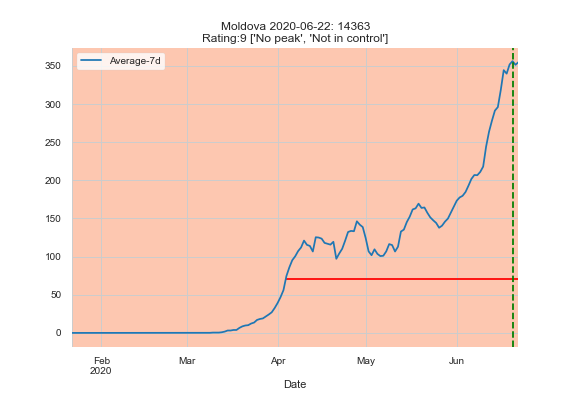 Moldova 2020-06-22: 14363
Rating:9 ['No peak', 'Not in control']
Average-7d
350
300
250
200
150
100
50
0
Feb Mar Apr May Jun
2020
Date